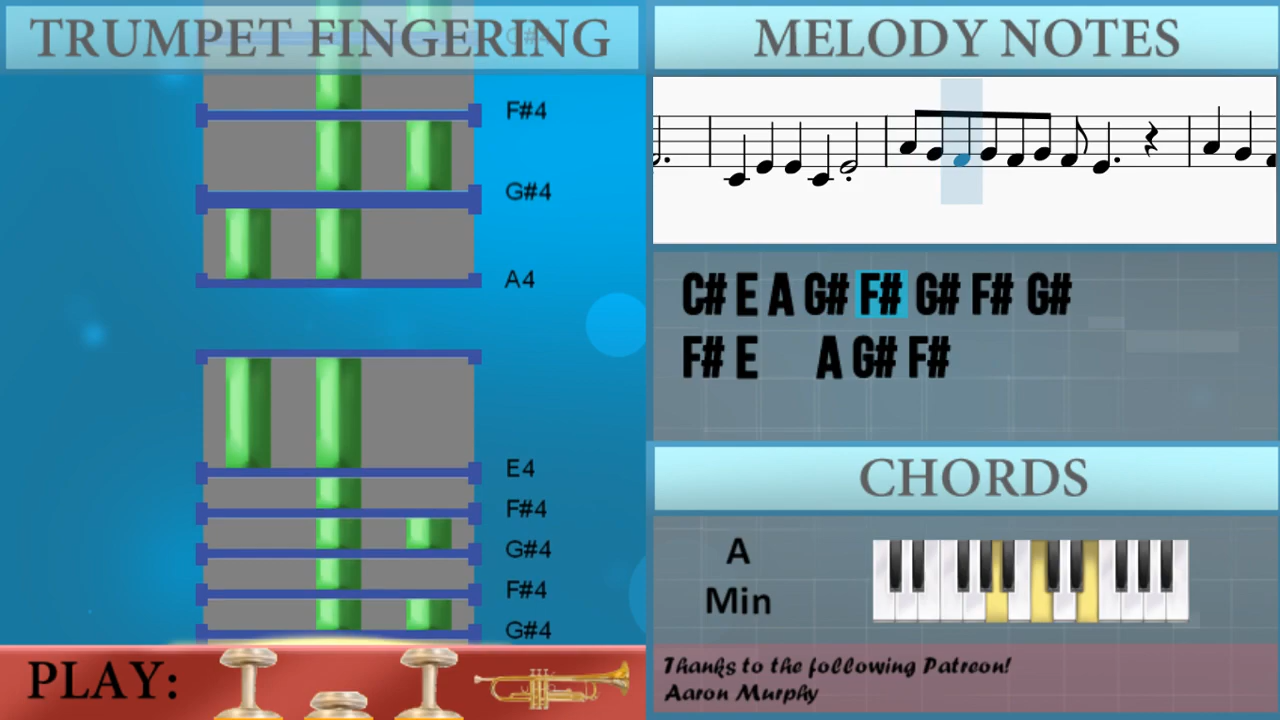 TRUMPET FINGERING
F#4
G#4
A4
E4
F#4
G#4
F#4
G#4
PLAY:
MELODY NOTES
C# E A G# F# G# F# G#
F# E A G# F#
CHORDS
A
Min
Thanks to the following Patreon!
Aaron Murphy